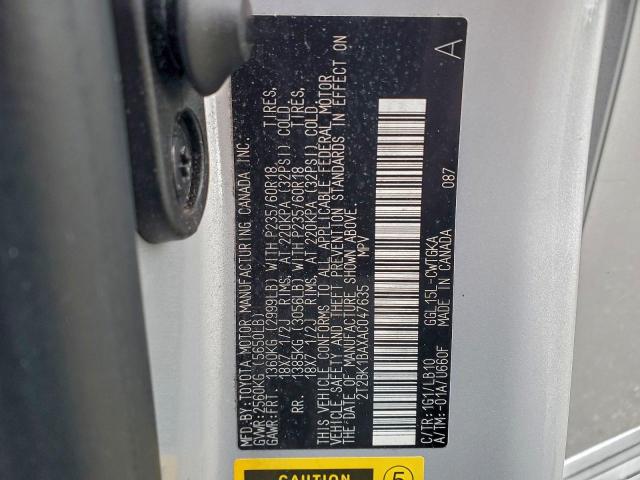 MFD.BY:TOYOTA MOTOR MANUFACTURING CANADA INC.
GVWR:2560KG (5650LB)
GAWR:FRT. 1360KG (2999LB) WITH P235/60R18 TIRES,
18X7 1/2J RIMS, AT 220KPA (32PSI) COLD.
RR. 1385KG (3056LB) WITH P235/60R18 TIRES,
18X7 1/2J RIMS, AT 220KPA (32PSI) COLD.
THIS VEHICLE CONFORMS TO ALL APPLICABLE FEDERAL MOTOR
VEHICLE SAFETY AND THEFT PREVENTION STANDARDS IN EFFECT ON
THE DATE OF MANUFACTURE SHOWN ABOVE.
2T2BK1BAXAC047635 MPV
C/TR:1G1/LB10 GGL15L-CWTGKA
A/TM:-01A/U660F MADE IN CANADA
087
A
CAUTION
5